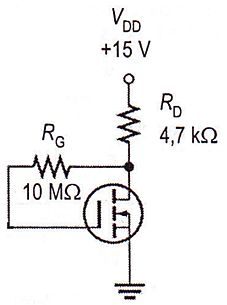 V_DD
+15 V
R_D
4,7 kΩ
R_G
10 MΩ